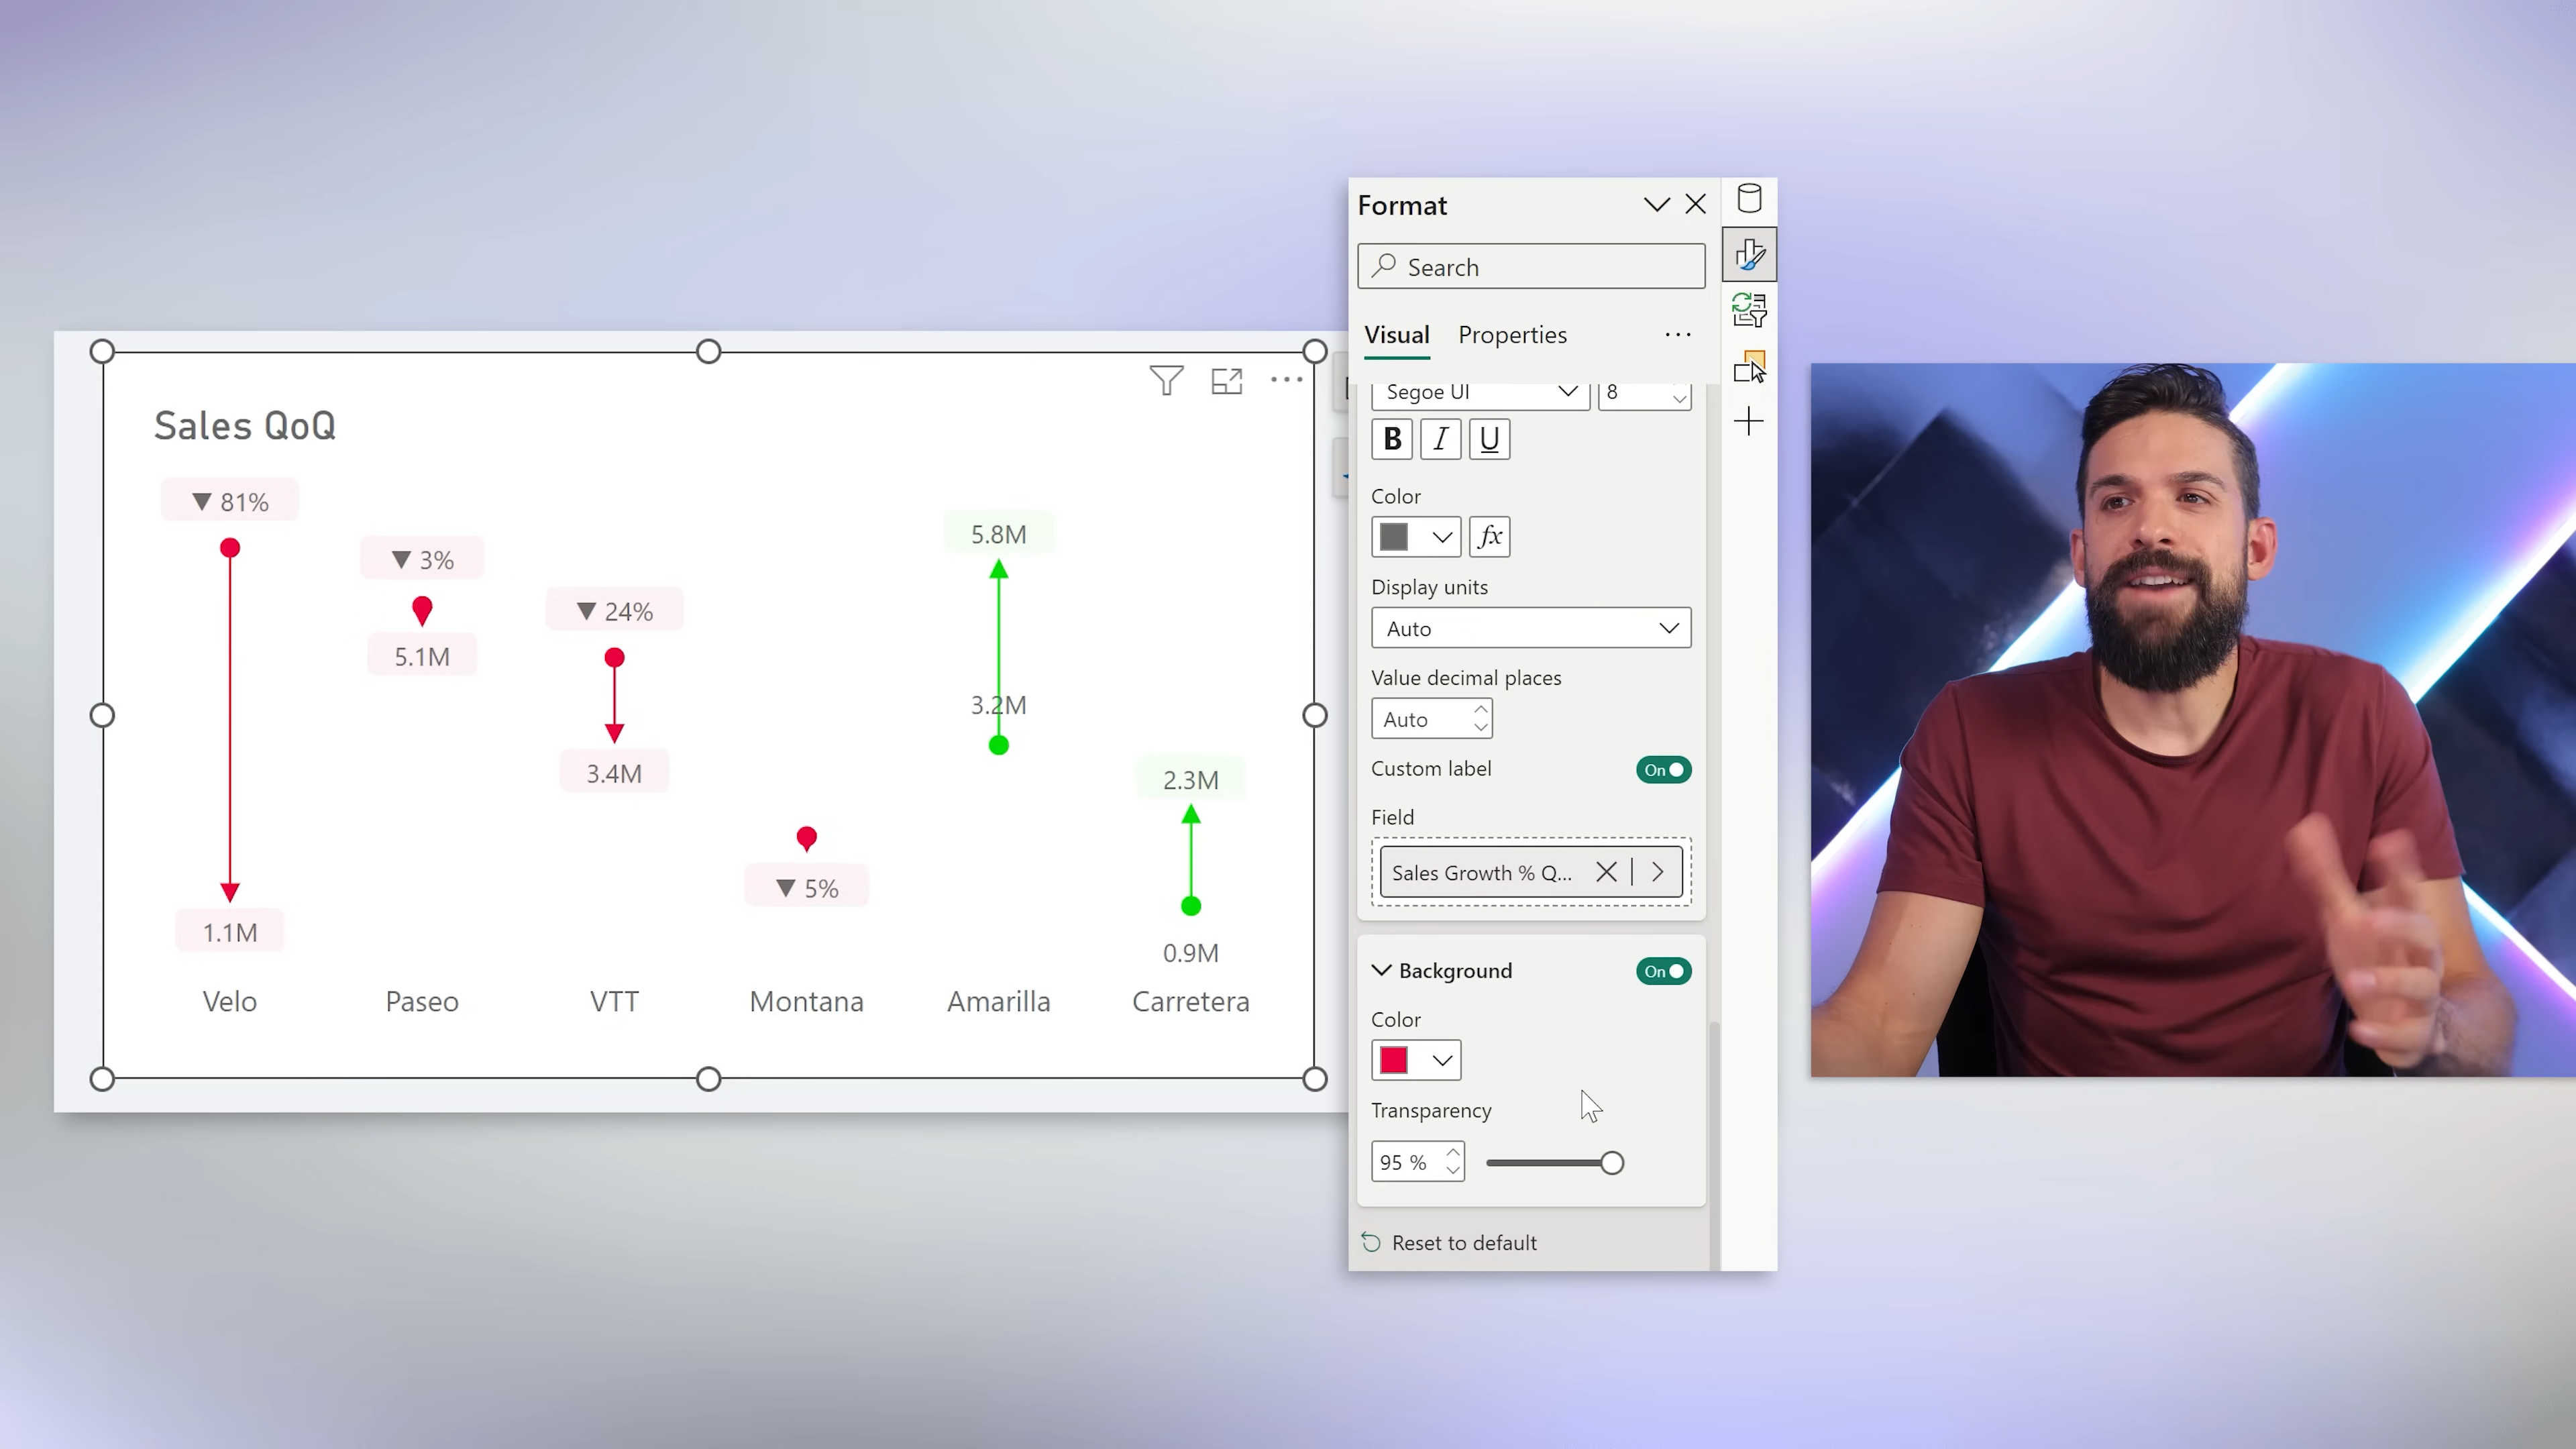 Sales QoQ
▼ 81%
▼ 3%
5.1M
▼ 24%
3.4M
5.8M
3.2M
2.3M
▼ 5%
1.1M
0.9M
Velo Paseo VTT Montana Amarilla Carretera
Format
Search
Visual Properties
Segoe UI 8
B I U
Color
fx
Display units
Auto
Value decimal places
Auto
Custom label On
Field
Sales Growth % Q...
Background On
Color
Transparency
95 %
Reset to default